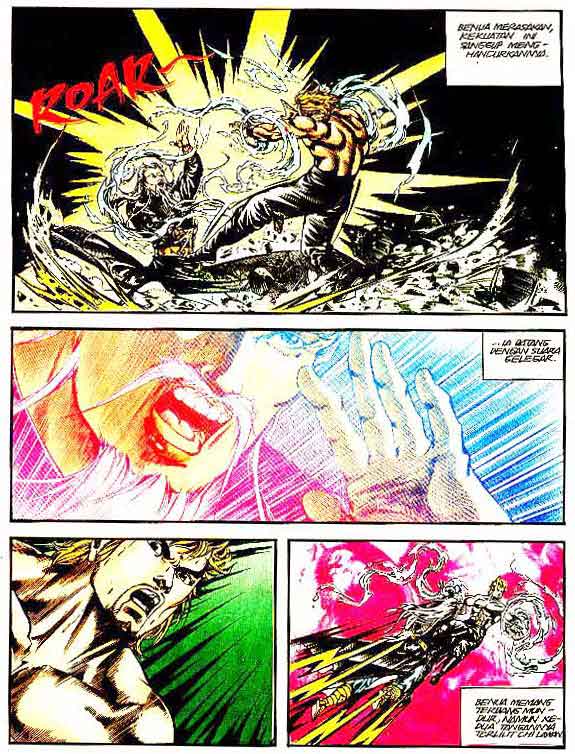 BENUA MERASAKAN,
KEKUATAN INI
SANGGUP MENG-
HANCURKANNYA.
ROAR~
...IA DATANG
DENGAN SUARA
GELEGAR.
BENUA MEMANG
TERBANG MUN-
DUR, NAMUN KE-
DUA TANGANNYA
TERLILIT CHI LAWAN.